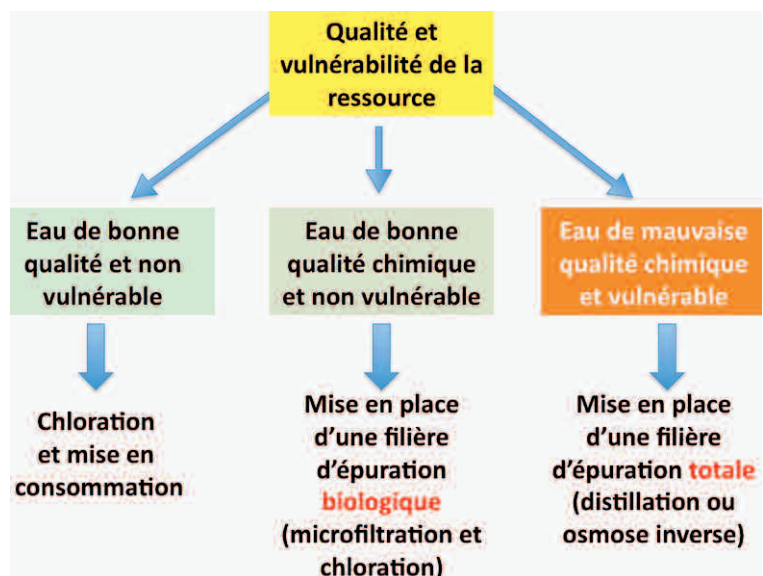 Qualité et
vulnérabilité de la
ressource
Eau de bonne
qualité et non
vulnérable
Eau de bonne
qualité chimique
et non vulnérable
Eau de mauvaise
qualité chimique
et vulnérable
Chloration
et mise en
consommation
Mise en place
d’une filière
d’épuration
biologique
(microfiltration et
chloration)
Mise en place
d’une filière
d’épuration totale
(distillation ou
osmose inverse)